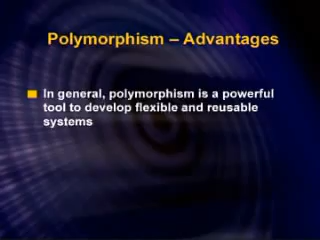 Polymorphism – Advantages
In general, polymorphism is a powerful
tool to develop flexible and reusable
systems